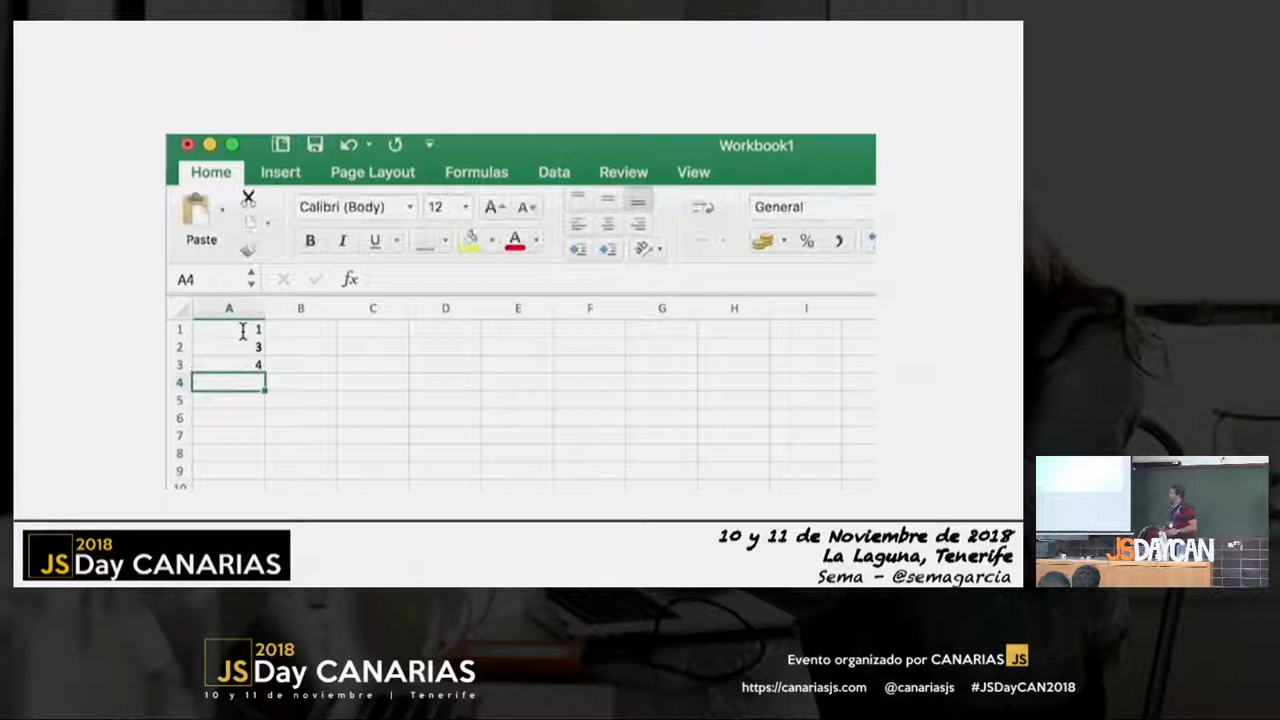 Workbook1
Home Insert Page Layout Formulas Data Review View
Paste
Calibri (Body) 12 A A General
B I U A %
A4 fx
A B C D E F G H I
1 1
2 3
3 4
4
5
6
7
8
9
10
2018
JS Day CANARIAS
10 y 11 de Noviembre de 2018
La Laguna, Tenerife
Sema - @semagarcia
JSDAYCAN
2018
JSDay CANARIAS
10 y 11 de noviembre | Tenerife
Evento organizado por CANARIAS JS
https://canariasjs.com @canariasjs #JSDayCAN2018